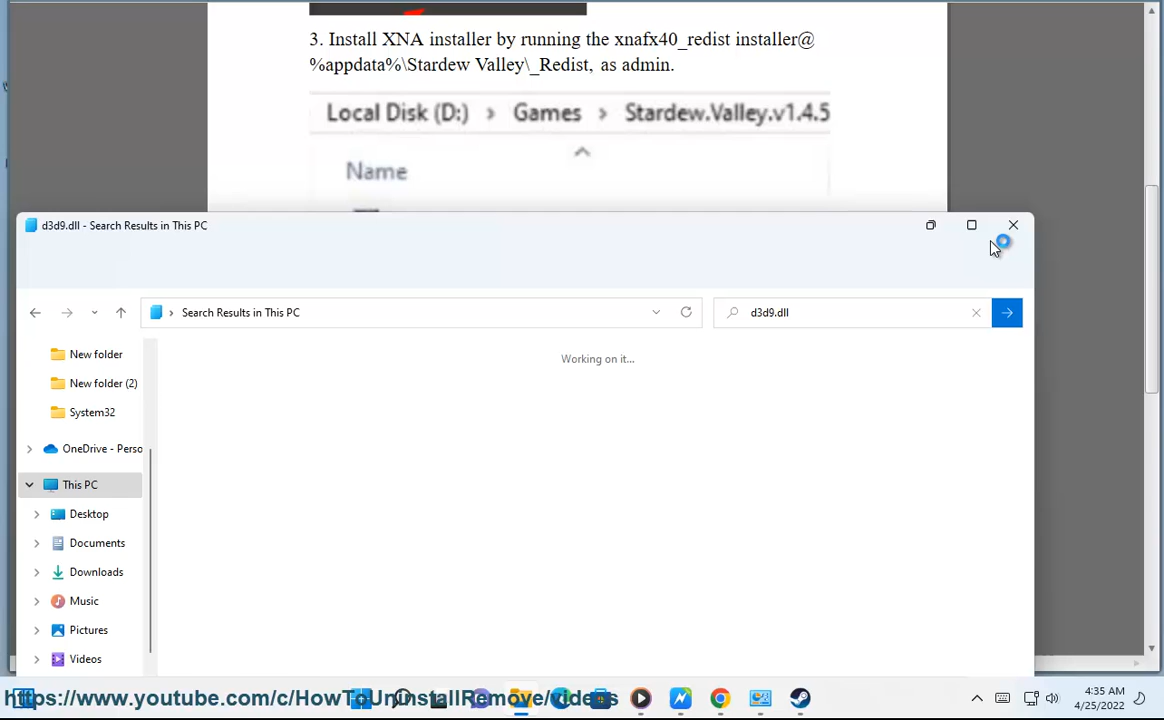 3. Install XNA installer by running the xnafx40_redist installer@
%appdata%\Stardew Valley\_Redist, as admin.
Local Disk (D:) > Games > Stardew.Valley.v1.4.5
Name
d3d9.dll - Search Results in This PC
Search Results in This PC
d3d9.dll
Working on it...
New folder
New folder (2)
System32
OneDrive - Perso
This PC
Desktop
Documents
Downloads
Music
Pictures
Videos
https://www.youtube.com/c/HowToUninstallRemove/videos
4:35 AM
4/25/2022